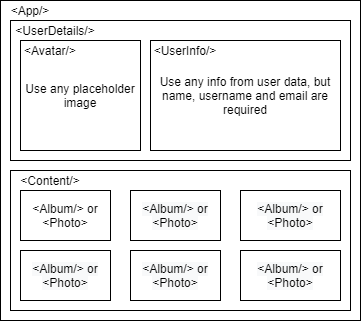 <App/>
<UserDetails/>
<Avatar/>
Use any placeholder
image
<UserInfo/>
Use any info from user data, but
name, username and email are
required
<Content/>
<Album/> or
<Photo>
<Album/> or
<Photo>
<Album/> or
<Photo>
<Album/> or
<Photo>
<Album/> or
<Photo>
<Album/> or
<Photo>